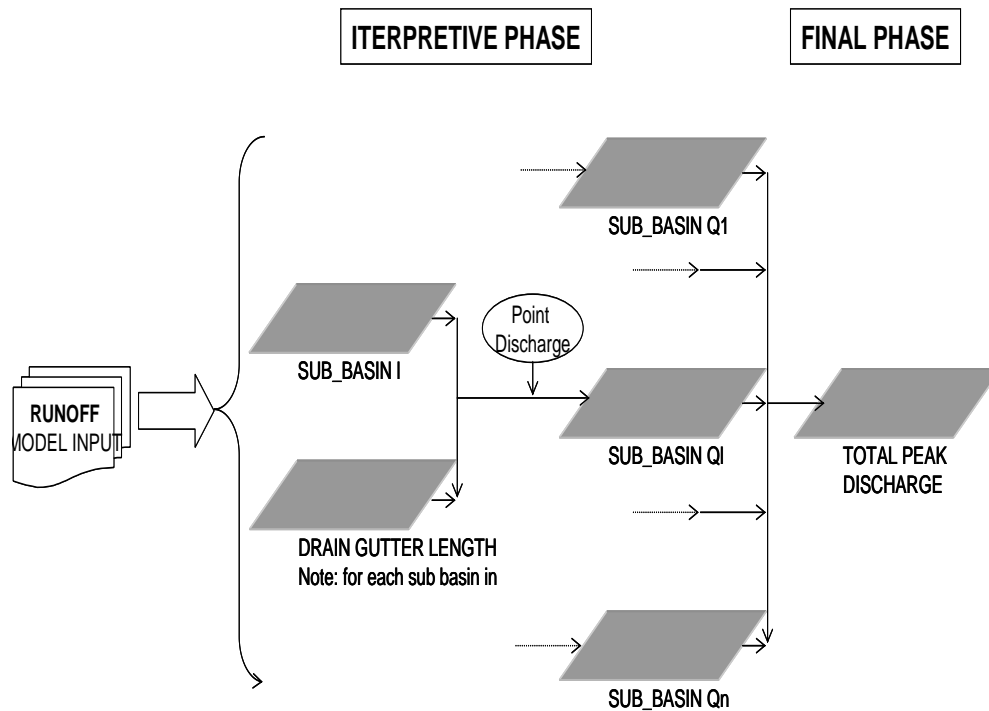 ITERPRETIVE PHASE
FINAL PHASE
SUB_BASIN Q1
Point
Discharge
SUB_BASIN I
RUNOFF
MODEL INPUT
SUB_BASIN QI
TOTAL PEAK
DISCHARGE
DRAIN GUTTER LENGTH
Note: for each sub basin in
SUB_BASIN Qn